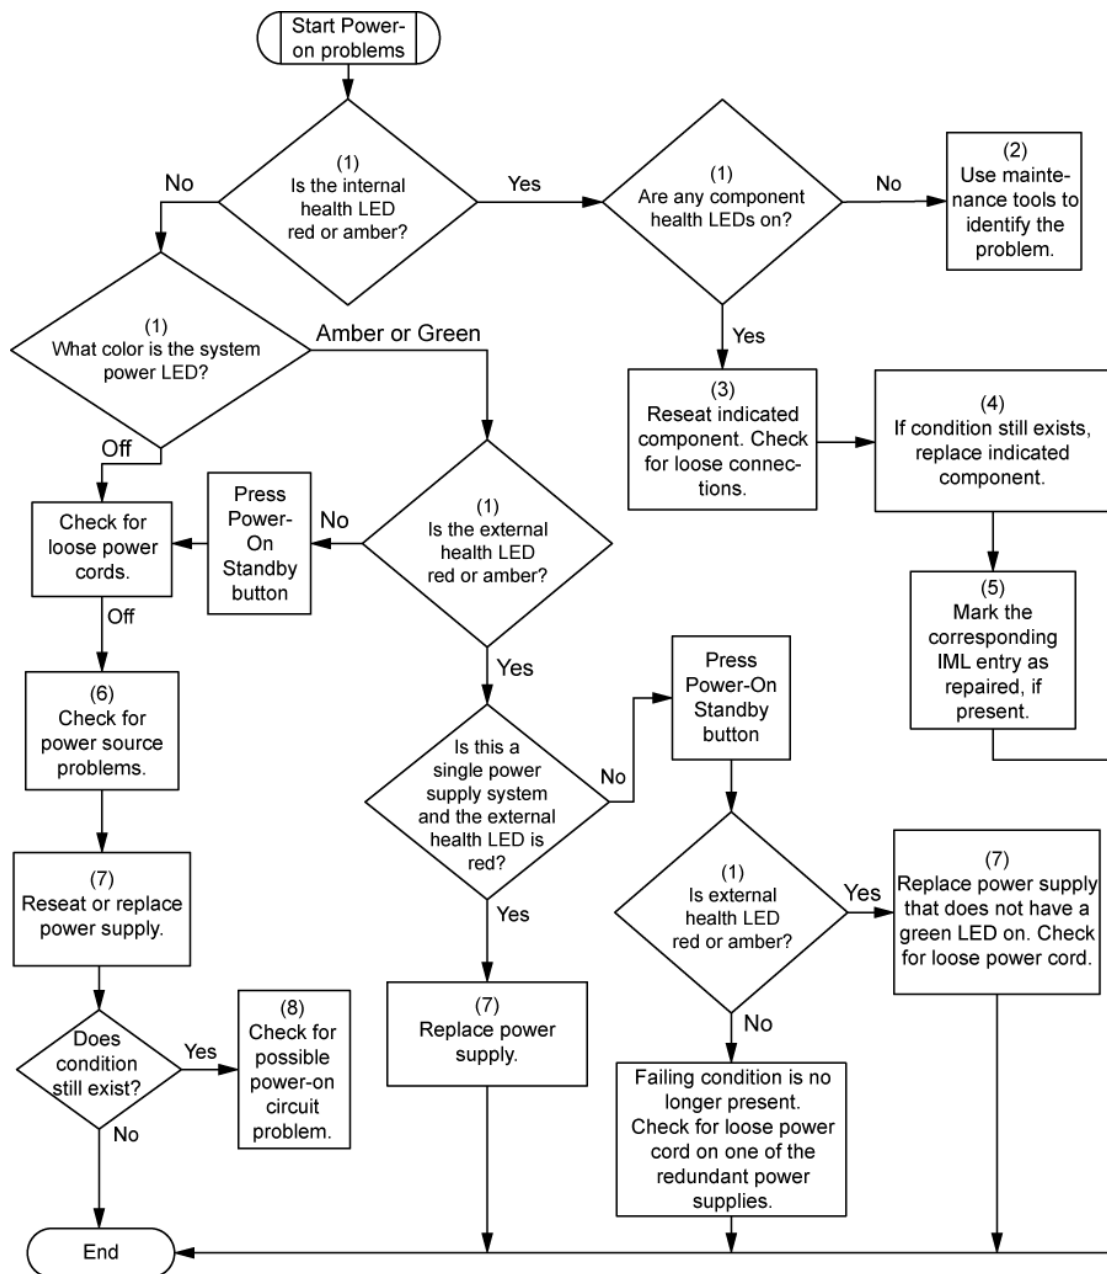 Start Power-
on problems
(1)
Is the internal
health LED
red or amber?
No
Yes
(1)
Are any component
health LEDs on?
No
(2)
Use mainte-
nance tools to
identify the
problem.
Yes
(1)
What color is the system
power LED?
Amber or Green
Off
(3)
Reseat indicated
component. Check
for loose connec-
tions.
(4)
If condition still exists,
replace indicated
component.
(5)
Mark the
corresponding
IML entry as
repaired, if
present.
Check for
loose power
cords.
Press
Power-
On
Standby
button
No
(1)
Is the external
health LED
red or amber?
Off
Yes
(6)
Check for
power source
problems.
Is this a
single power
supply system
and the external
health LED is
red?
No
Press
Power-On
Standby
button
(7)
Reseat or replace
power supply.
Yes
(1)
Is external
health LED
red or amber?
Yes
(7)
Replace power supply
that does not have a
green LED on. Check
for loose power cord.
Does
condition
still exist?
Yes
(8)
Check for
possible
power-on
circuit
problem.
(7)
Replace power
supply.
No
Failing condition is no
longer present.
Check for loose power
cord on one of the
redundant power
supplies.
No
End